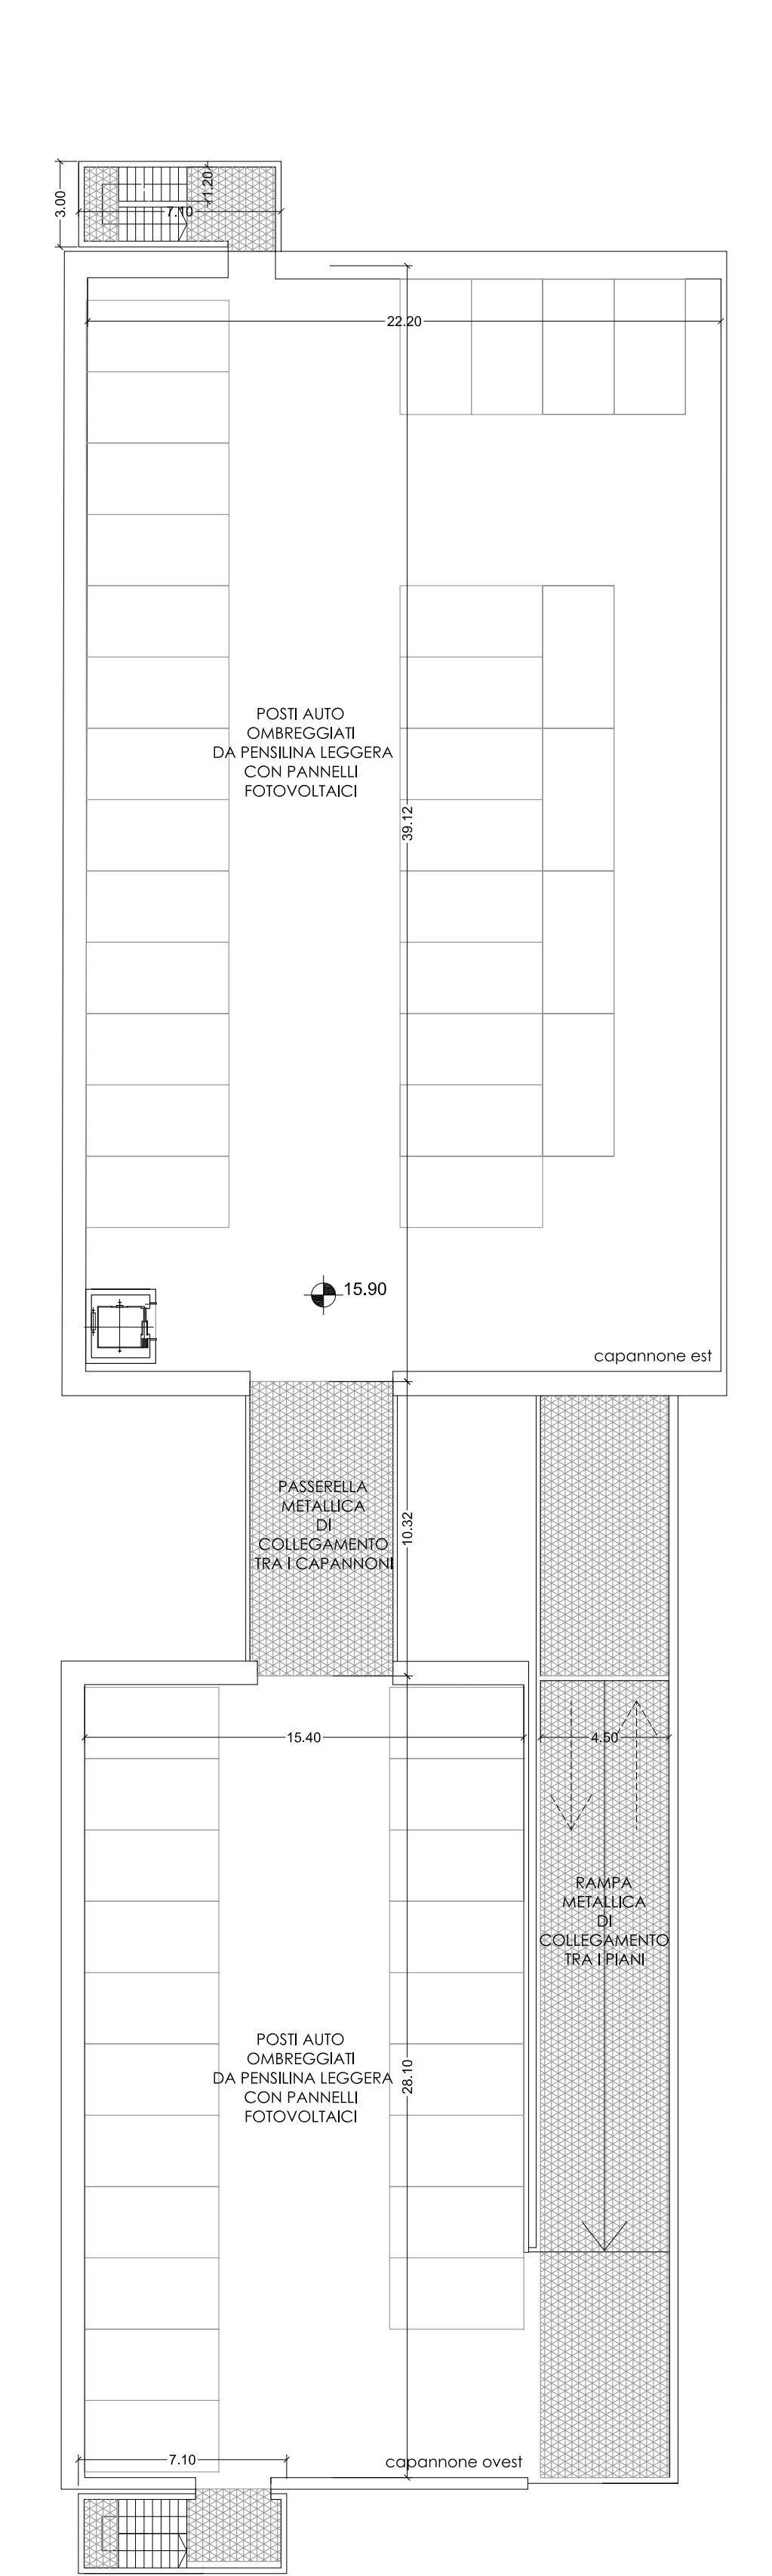 3.00
1.20
7.10
22.20
POSTI AUTO
OMBREGGIATI
DA PENSILINA LEGGERA
CON PANNELLI
FOTOVOLTAICI
39.12
15.90
capannone est
PASSERELLA
METALLICA
DI
COLLEGAMENTO
TRA I CAPANNONI
10.32
15.40
4.50
RAMPA
METALLICA
DI
COLLEGAMENTO
TRA I PIANI
POSTI AUTO
OMBREGGIATI
DA PENSILINA LEGGERA
CON PANNELLI
FOTOVOLTAICI
28.10
7.10
capannone ovest